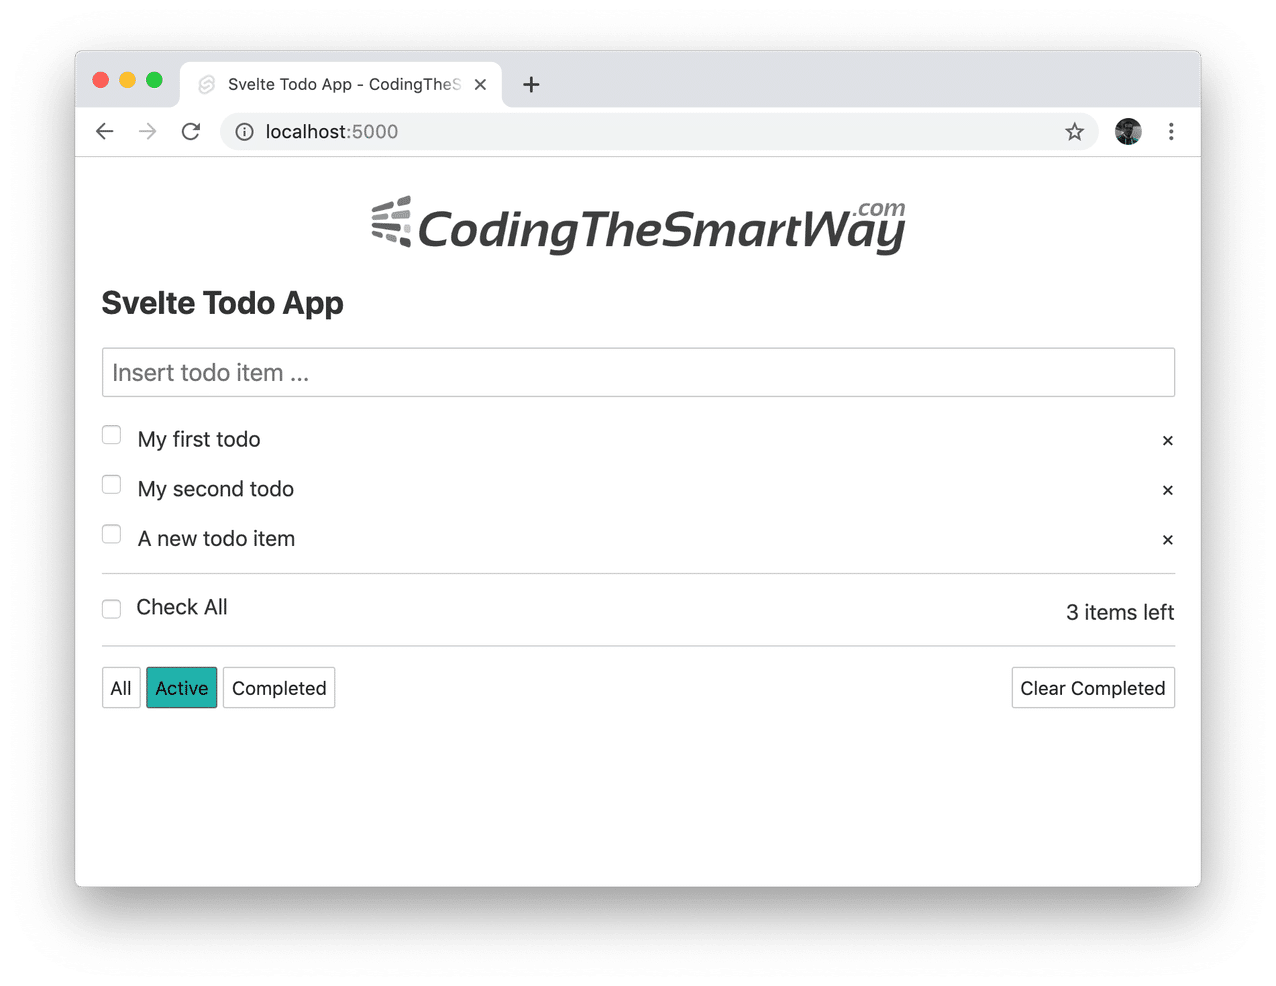 Svelte Todo App - CodingTheS
localhost:5000
CodingTheSmartWay.com
Svelte Todo App
Insert todo item ...
My first todo
×
My second todo
×
A new todo item
×
Check All
3 items left
All Active Completed Clear Completed